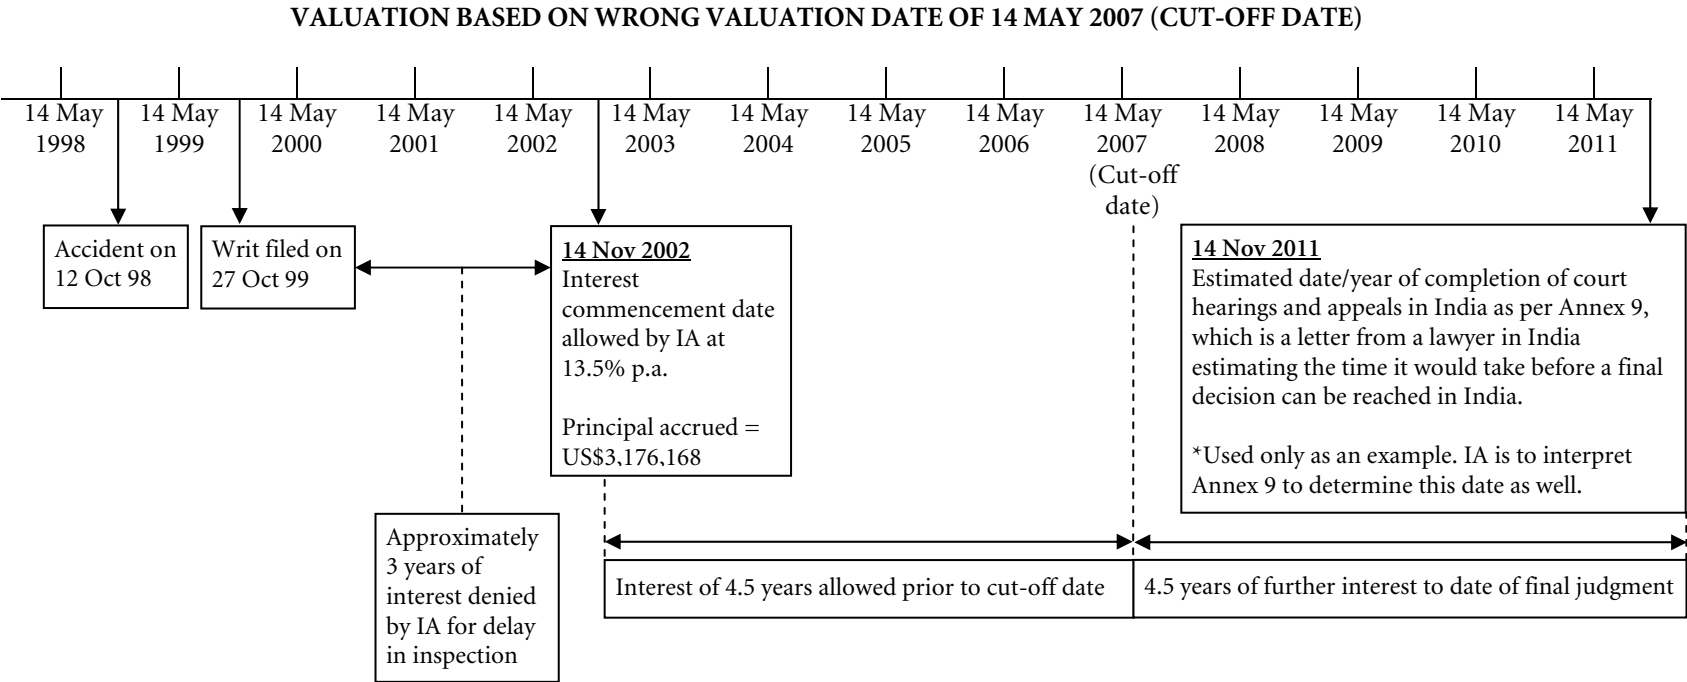 VALUATION BASED ON WRONG VALUATION DATE OF 14 MAY 2007 (CUT-OFF DATE)
14 May 14 May 14 May 14 May 14 May 14 May 14 May 14 May 14 May 14 May 14 May 14 May 14 May 14 May
1998 1999 2000 2001 2002 2003 2004 2005 2006 2007 2008 2009 2010 2011
(Cut-off
date)
Accident on
12 Oct 98
Writ filed on
27 Oct 99
14 Nov 2002
Interest
commencement date
allowed by IA at
13.5% p.a.
Principal accrued =
US$3,176,168
14 Nov 2011
Estimated date/year of completion of court
hearings and appeals in India as per Annex 9,
which is a letter from a lawyer in India
estimating the time it would take before a final
decision can be reached in India.
*Used only as an example. IA is to interpret
Annex 9 to determine this date as well.
Approximately
3 years of
interest denied
by IA for delay
in inspection
Interest of 4.5 years allowed prior to cut-off date
4.5 years of further interest to date of final judgment